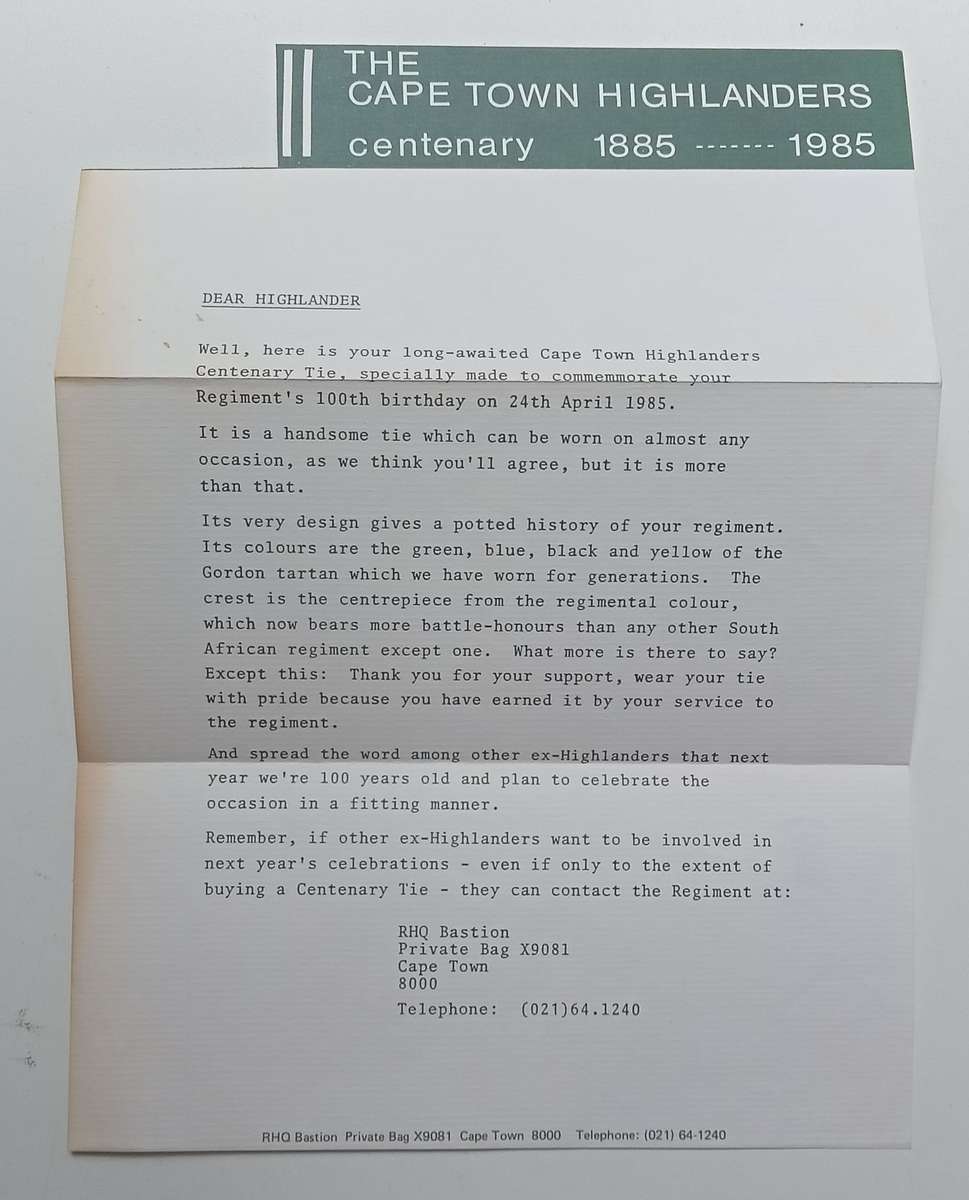 THE
CAPE TOWN HIGHLANDERS
centenary 1885 ------- 1985
DEAR HIGHLANDER
Well, here is your long-awaited Cape Town Highlanders
Centenary Tie, specially made to commemmorate your
Regiment's 100th birthday on 24th April 1985.
It is a handsome tie which can be worn on almost any
occasion, as we think you'll agree, but it is more
than that.
Its very design gives a potted history of your regiment.
Its colours are the green, blue, black and yellow of the
Gordon tartan which we have worn for generations. The
crest is the centrepiece from the regimental colour,
which now bears more battle-honours than any other South
African regiment except one. What more is there to say?
Except this: Thank you for your support, wear your tie
with pride because you have earned it by your service to
the regiment.
And spread the word among other ex-Highlanders that next
year we're 100 years old and plan to celebrate the
occasion in a fitting manner.
Remember, if other ex-Highlanders want to be involved in
next year's celebrations - even if only to the extent of
buying a Centenary Tie - they can contact the Regiment at:
RHQ Bastion
Private Bag X9081
Cape Town
8000
Telephone: (021)64.1240
RHQ Bastion Private Bag X9081 Cape Town 8000 Telephone: (021) 64-1240